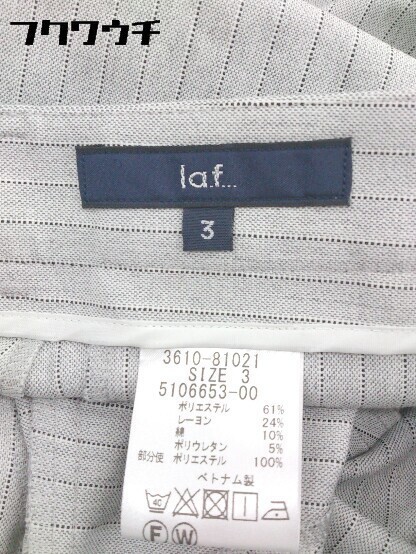 フクワウチ
l.a.f...
3
3610-81021
SIZE 3
5106653-00
ポリエステル 61%
レーヨン 24%
綿 10%
ポリウレタン 5%
部分使 ポリエステル 100%
ベトナム製
4C
F W